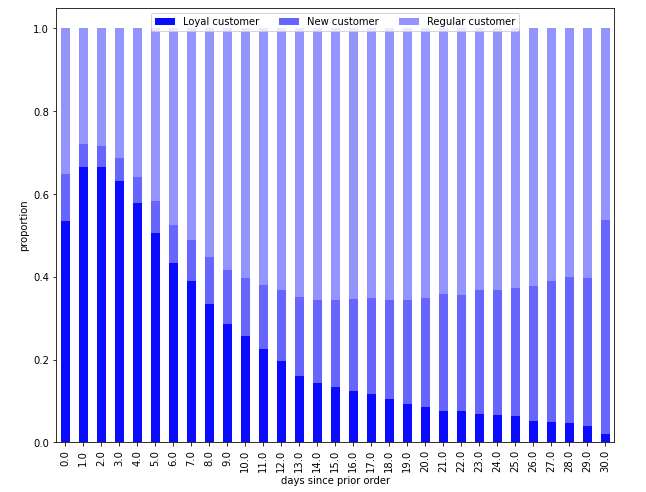 Loyal customer New customer Regular customer
1.0
0.8
0.6
0.4
0.2
0.0
proportion
0.0 1.0 2.0 3.0 4.0 5.0 6.0 7.0 8.0 9.0 10.0 11.0 12.0 13.0 14.0 15.0 16.0 17.0 18.0 19.0 20.0 21.0 22.0 23.0 24.0 25.0 26.0 27.0 28.0 29.0 30.0
days since prior order